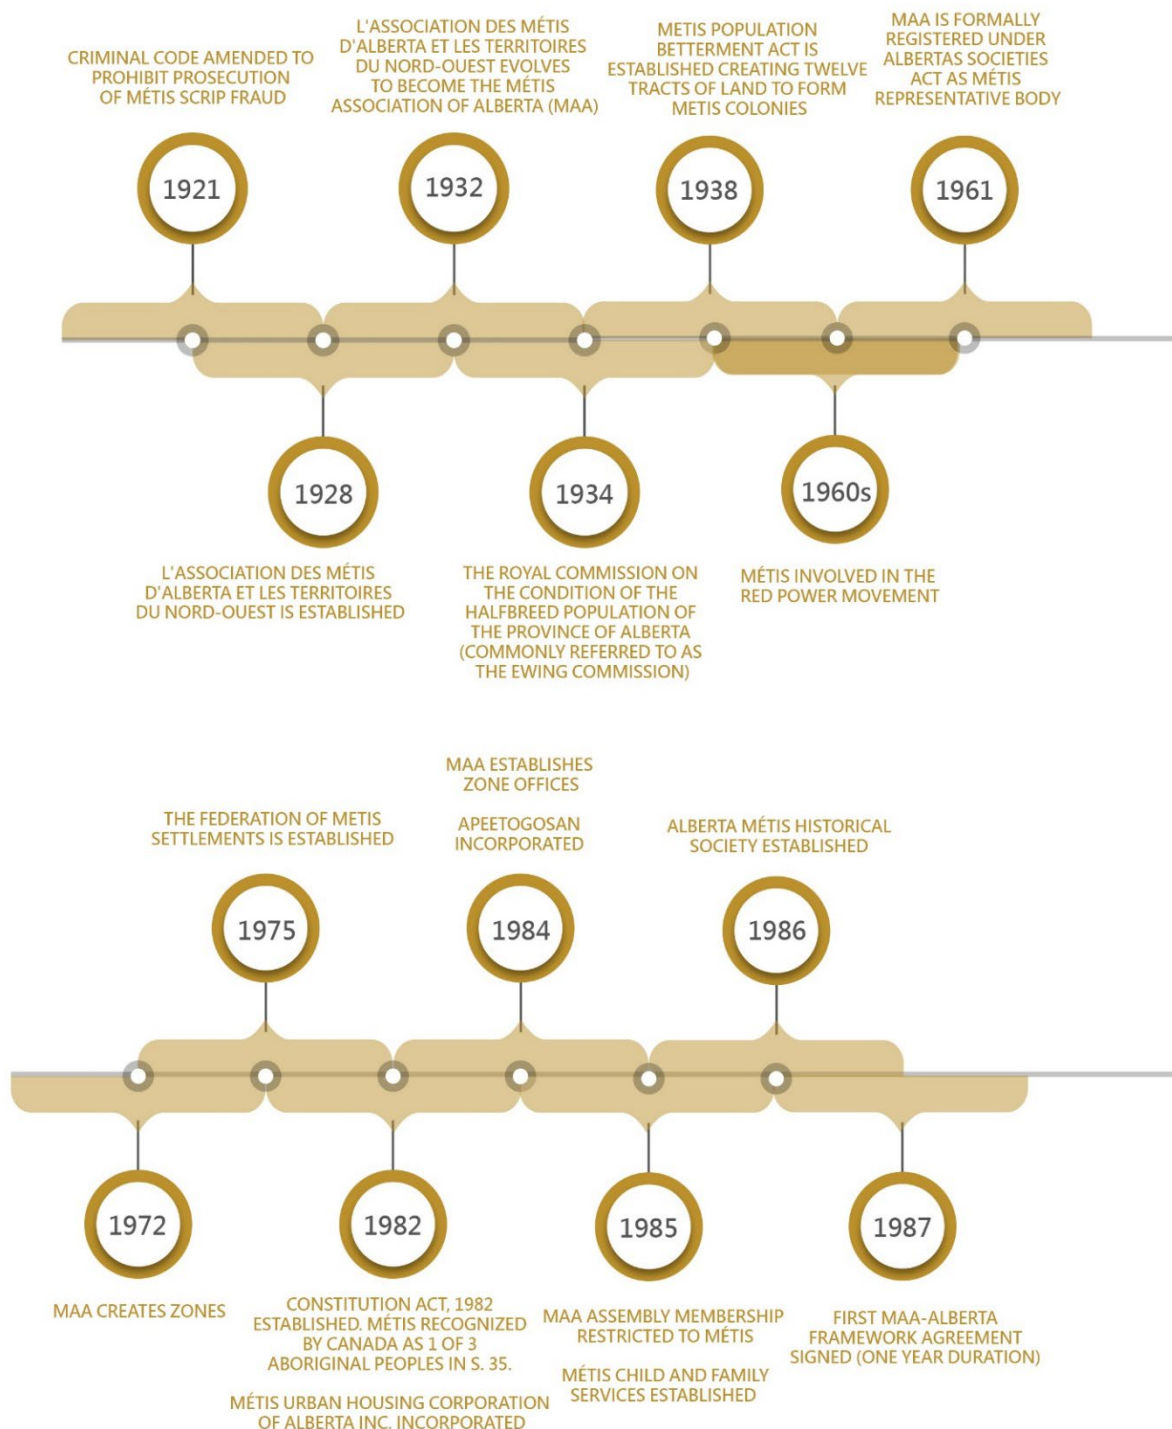 CRIMINAL CODE AMENDED TO
PROHIBIT PROSECUTION
OF MÉTIS SCRIP FRAUD
1921
L'ASSOCIATION DES MÉTIS
D'ALBERTA ET LES TERRITOIRES
DU NORD-OUEST IS ESTABLISHED
1928
L'ASSOCIATION DES MÉTIS
D'ALBERTA ET LES TERRITOIRES
DU NORD-OUEST EVOLVES
TO BECOME THE MÉTIS
ASSOCIATION OF ALBERTA (MAA)
1932
1934
THE ROYAL COMMISSION ON
THE CONDITION OF THE
HALFBREED POPULATION OF
THE PROVINCE OF ALBERTA
(COMMONLY REFERRED TO AS
THE EWING COMMISSION)
METIS POPULATION
BETTERMENT ACT IS
ESTABLISHED CREATING TWELVE
TRACTS OF LAND TO FORM
METIS COLONIES
1938
1960s
MÉTIS INVOLVED IN THE
RED POWER MOVEMENT
MAA IS FORMALLY
REGISTERED UNDER
ALBERTAS SOCIETIES
ACT AS MÉTIS
REPRESENTATIVE BODY
1961
1972
MAA CREATES ZONES
THE FEDERATION OF METIS
SETTLEMENTS IS ESTABLISHED
1975
1982
CONSTITUTION ACT, 1982
ESTABLISHED. MÉTIS RECOGNIZED
BY CANADA AS 1 OF 3
ABORIGINAL PEOPLES IN S. 35.
MÉTIS URBAN HOUSING CORPORATION
OF ALBERTA INC. INCORPORATED
MAA ESTABLISHES
ZONE OFFICES
APEETOGOSAN
INCORPORATED
1984
1985
MAA ASSEMBLY MEMBERSHIP
RESTRICTED TO MÉTIS
MÉTIS CHILD AND FAMILY
SERVICES ESTABLISHED
ALBERTA MÉTIS HISTORICAL
SOCIETY ESTABLISHED
1986
1987
FIRST MAA-ALBERTA
FRAMEWORK AGREEMENT
SIGNED (ONE YEAR DURATION)